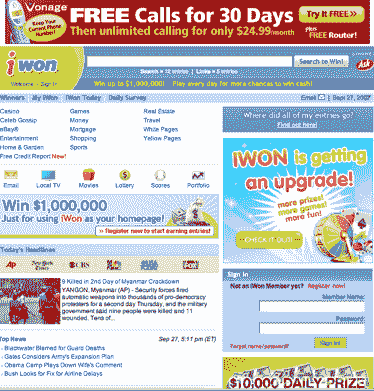 VONAGE
FREE Calls for 30 Days
Try It FREE »
Keep Your
Current Phone
Number
Then unlimited calling for only $24.99/month
Plus FREE Router!
iwon
Search to Win!
Ask
Search = 12 entries | Links = 5 entries
Welcome - Sign In
Win up to $1,000,000! Play every day for more chances to win cash!
Winners My iWon iWon Today Daily Survey
Email
Sept 27, 2007
Casino Games Real Estate
Celeb Gossip Money Travel
eBay® Mortgage White Pages
Entertainment Shopping Yellow Pages
Home & Garden Sports
Free Credit Report New!
Where did all of my entries go?
Find out here!
Email Local TV Movies Lottery Scores Portfolio
iWON is getting
an upgrade!
more prizes!
more games!
more fun!
CHECK IT OUT!
Win $1,000,000
Just for using iWon as your homepage!
» Register now to start earning entries!
Today's Headlines
AP New York Times CBS FOX
9 Killed in 2nd Day of Myanmar Crackdown
YANGON, Myanmar (AP) - Security forces fired
automatic weapons into thousands of pro-democracy
protesters for a second day Thursday, and the military
government said nine people were killed and 11
wounded. Tens of...
Sign In
Not an iWon Member yet? Register now!
Member Name:
Password:
Forgot name/password?
Sign In!
Top News Sep 27, 5:11 pm (ET)
- Blackwater Blamed for Guard Deaths
- Gates Considers Army's Expansion Plan
- Obama Camp Plays Down Wife's Comment
- Bush Looks to Fix for Airline Delays
$10,000 DAILY PRIZE